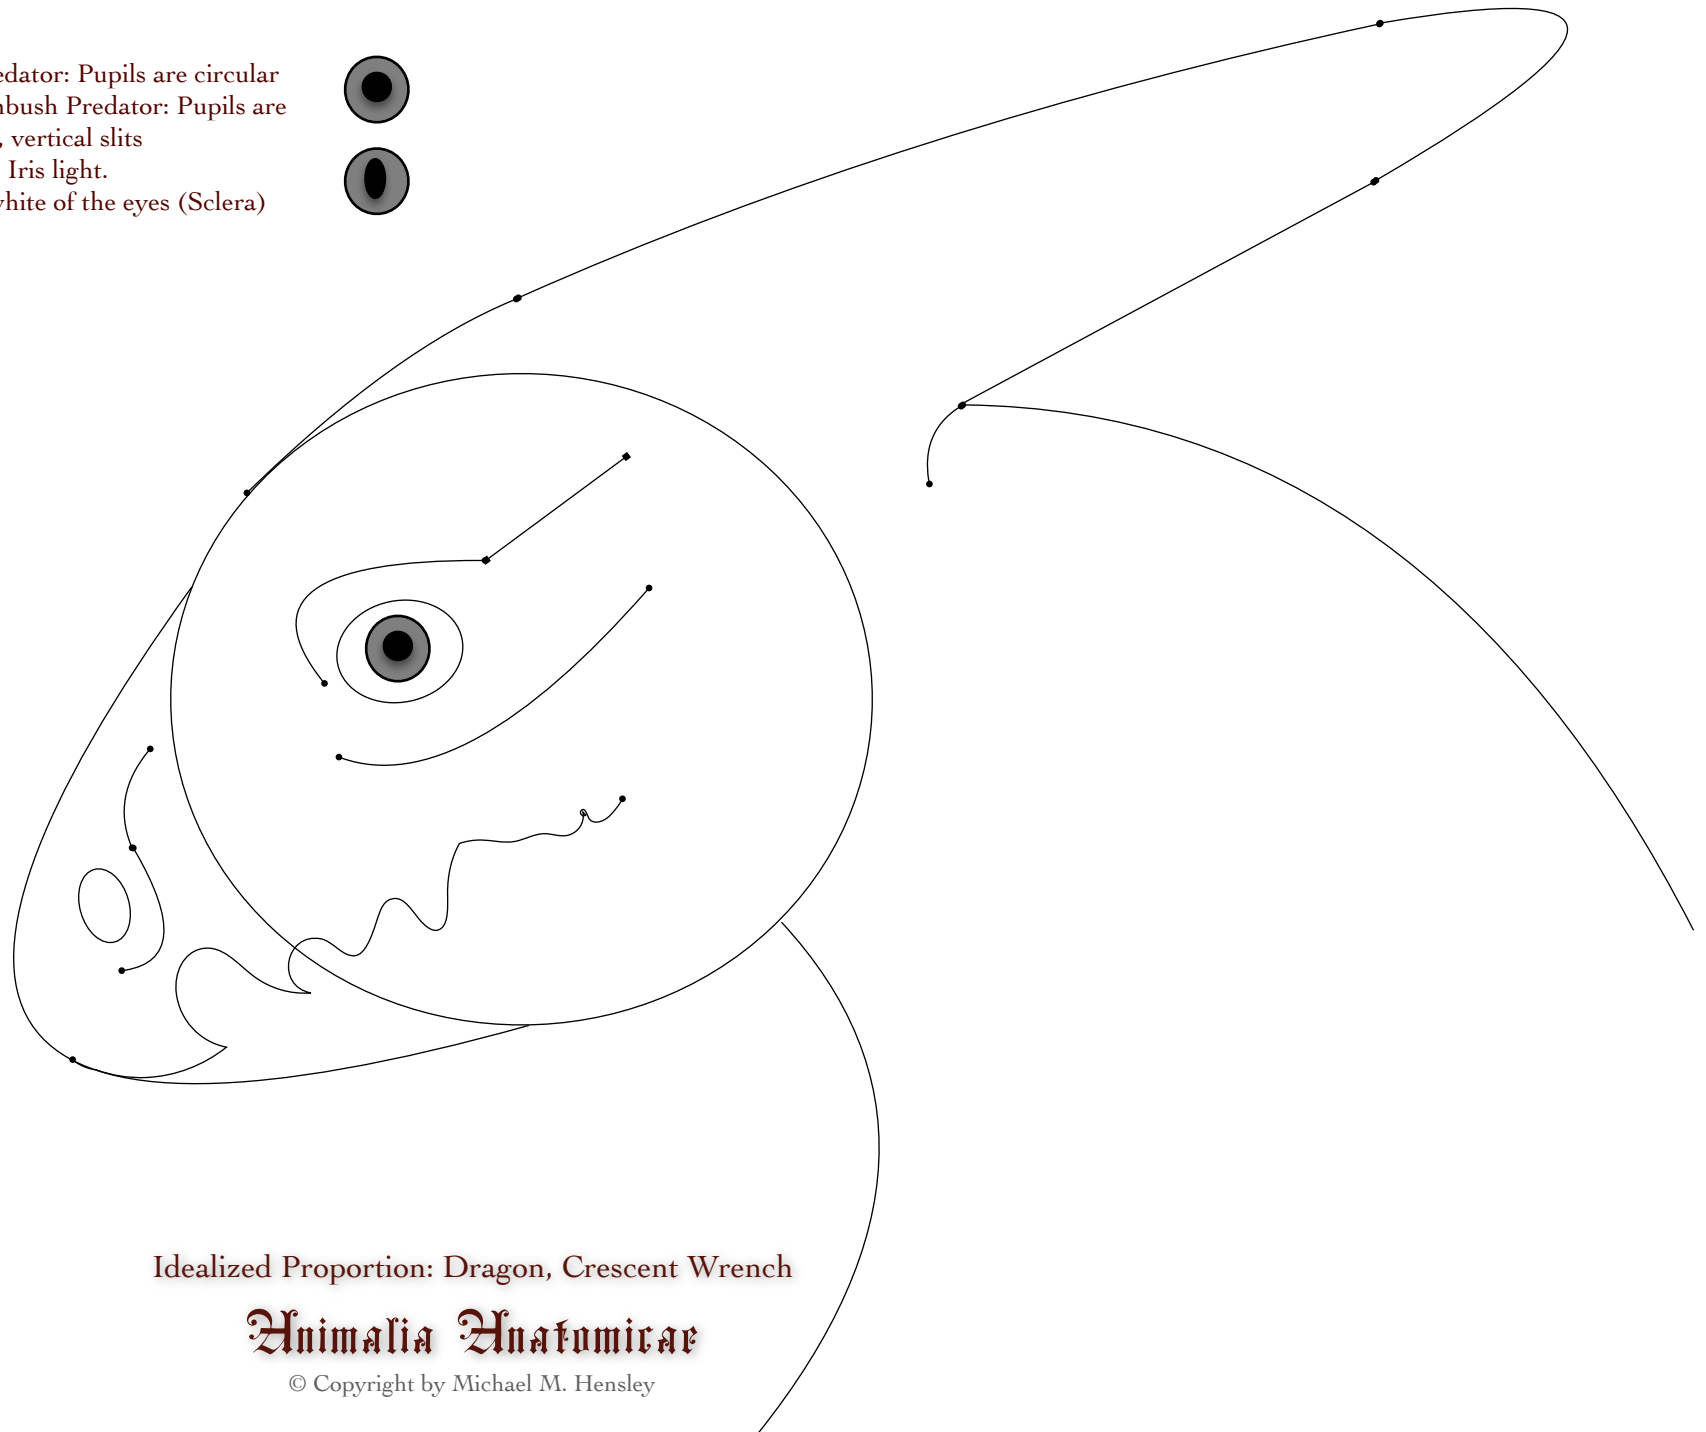 edator: Pupils are circular
nbush Predator: Pupils are
, vertical slits
Iris light.
vhite of the eyes (Sclera)
Idealized Proportion: Dragon, Crescent Wrench
Animalia Anatomicae
© Copyright by Michael M. Hensley